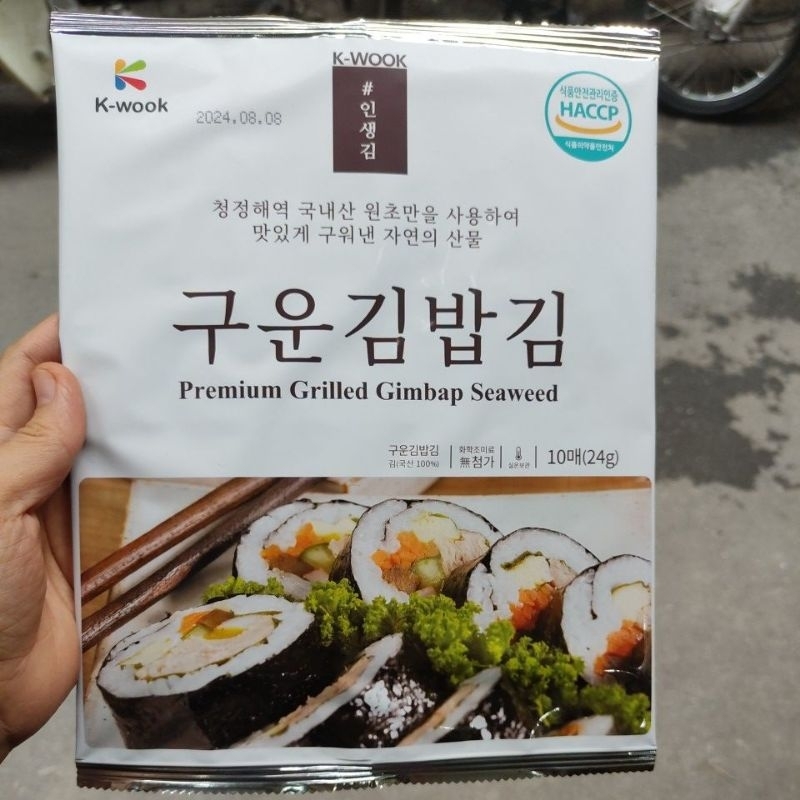 K-wook
2024.08.08
K-WOOK
#인생김
식품안전관리인증
HACCP
식품의약품안전처
청정해역 국내산 원초만을 사용하여
맛있게 구워낸 자연의 산물
구운김밥김
Premium Grilled Gimbap Seaweed
구운김밥김
김(국산 100%)
화학조미료
無첨가
실온보관
10매(24g)